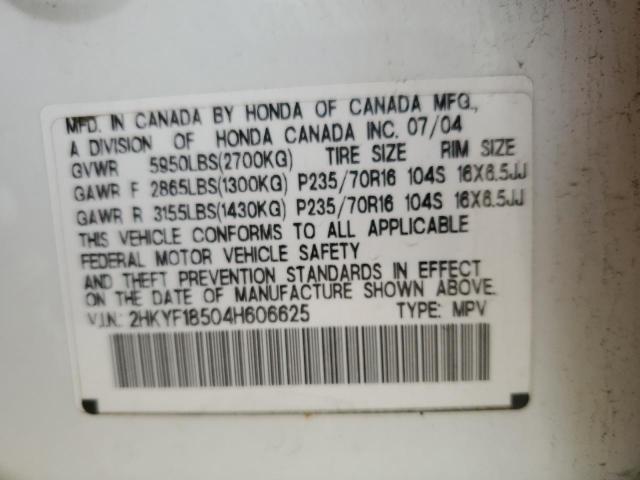 MFD. IN CANADA BY HONDA OF CANADA MFG.,
A DIVISION OF HONDA CANADA INC. 07/04
GVWR 5950LBS(2700KG) TIRE SIZE RIM SIZE
GAWR F 2865LBS(1300KG) P235/70R16 104S 16X6.5JJ
GAWR R 3155LBS(1430KG) P235/70R16 104S 16X6.5JJ
THIS VEHICLE CONFORMS TO ALL APPLICABLE
FEDERAL MOTOR VEHICLE SAFETY
AND THEFT PREVENTION STANDARDS IN EFFECT
ON THE DATE OF MANUFACTURE SHOWN ABOVE.
V.I.N.: 2HKYF18504H606625 TYPE: MPV